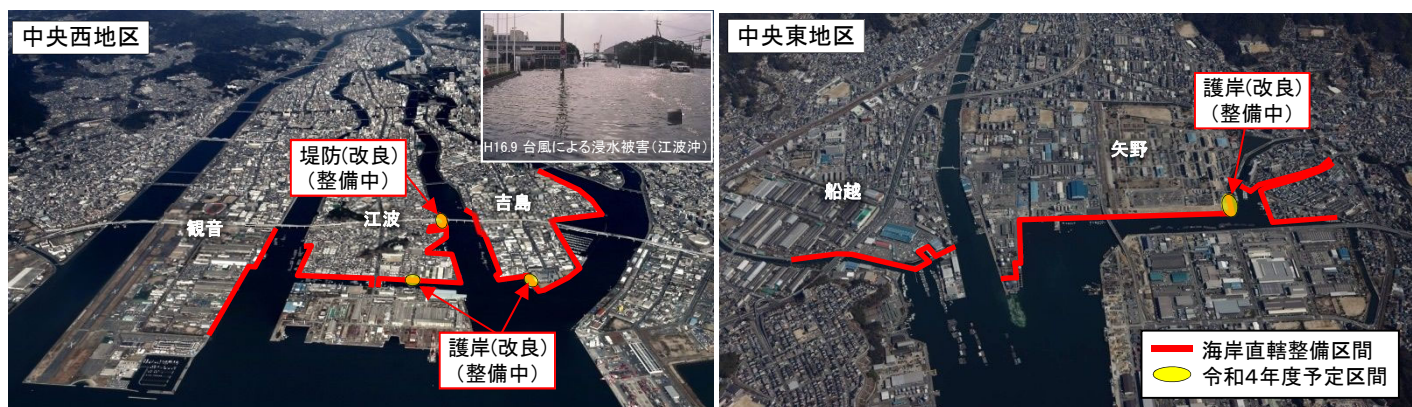 中央西地区
H16.9 台風による浸水被害(江波沖)
堤防(改良)
(整備中)
観音
江波
吉島
護岸(改良)
(整備中)
中央東地区
護岸(改良)
(整備中)
矢野
船越
海岸直轄整備区間
令和4年度予定区間